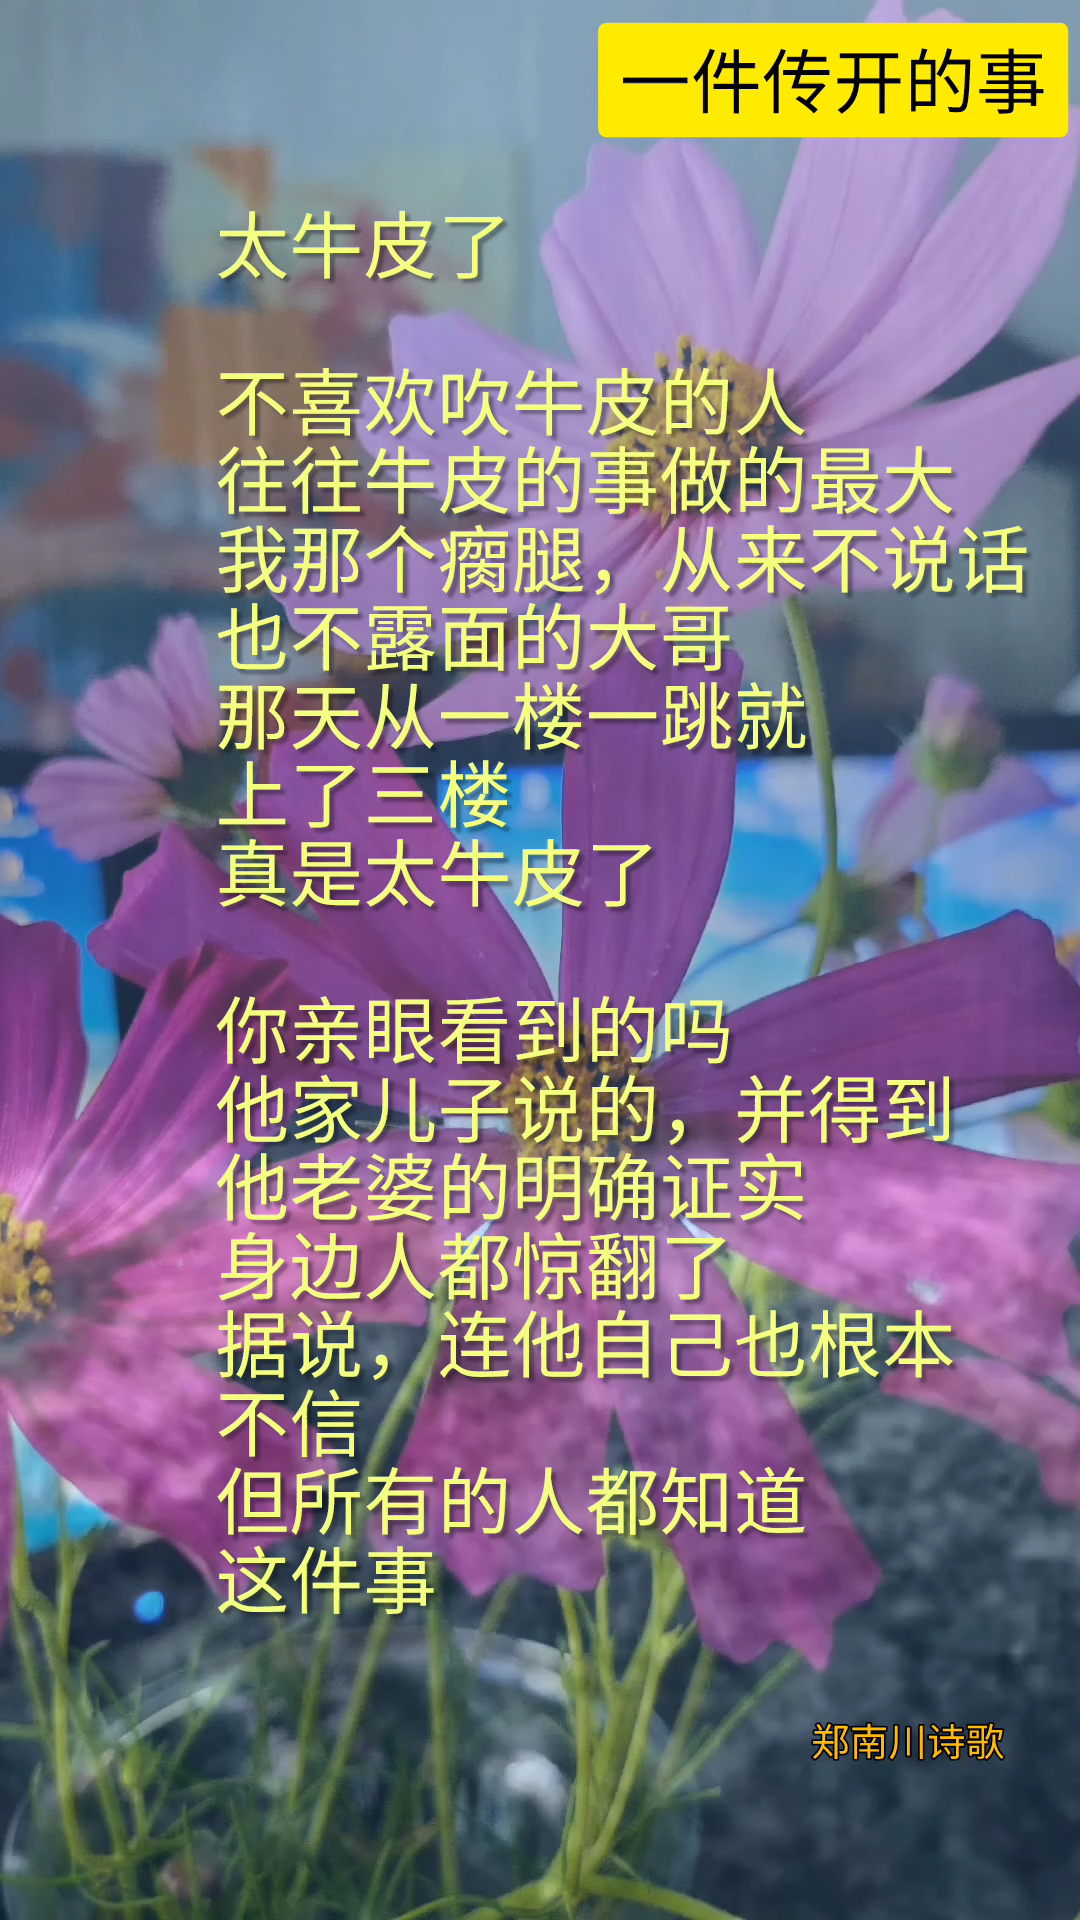 一件传开的事
太牛皮了
不喜欢吹牛皮的人
往往牛皮的事做的最大
我那个瘸腿，从来不说话
也不露面的大哥
那天从一楼一跳就
上了三楼
真是太牛皮了
你亲眼看到的吗
他家儿子说的，并得到
他老婆的明确证实
身边人都惊翻了
据说，连他自己也根本
不信
但所有的人都知道
这件事
郑南川诗歌